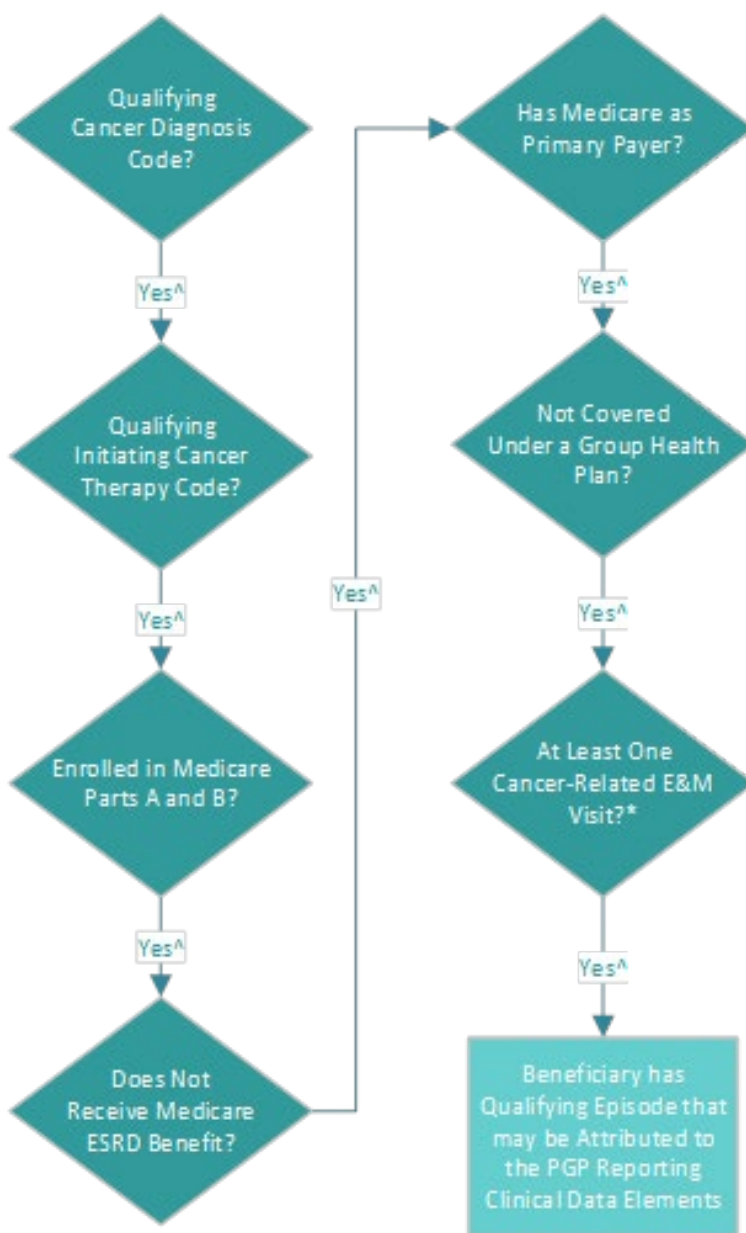 Qualifying
Cancer Diagnosis
Code?
Yes^
Qualifying
Initiating Cancer
Therapy Code?
Yes^
Enrolled in Medicare
Parts A and B?
Yes^
Does Not
Receive Medicare
ESRD Benefit?
Yes^
Has Medicare as
Primary Payer?
Yes^
Not Covered
Under a Group Health
Plan?
Yes^
At Least One
Cancer-Related E&M
Visit?*
Yes^
Beneficiary has
Qualifying Episode that
may be Attributed to
the PGP Reporting
Clinical Data Elements